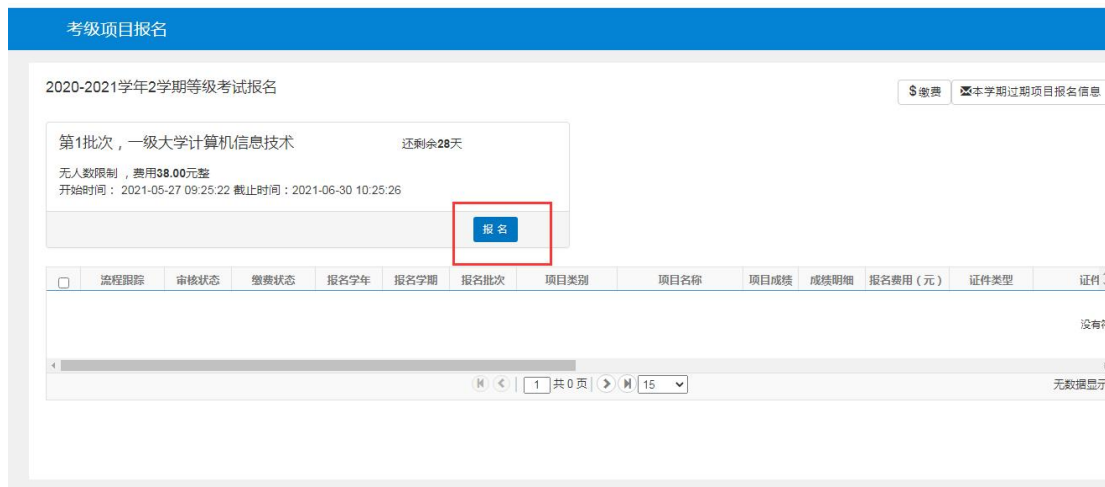 考级项目报名
2020-2021学年2学期等级考试报名
$缴费
本学期过期项目报名信息
第1批次，一级大学计算机信息技术 还剩余28天
无人数限制 ，费用38.00元整
开始时间： 2021-05-27 09:25:22 截止时间：2021-06-30 10:25:26
报 名
流程跟踪 审核状态 缴费状态 报名学年 报名学期 报名批次 项目类别 项目名称 项目成绩 成绩明细 报名费用（元） 证件类型 证件
没有
1 共 0 页 15 无数据显示